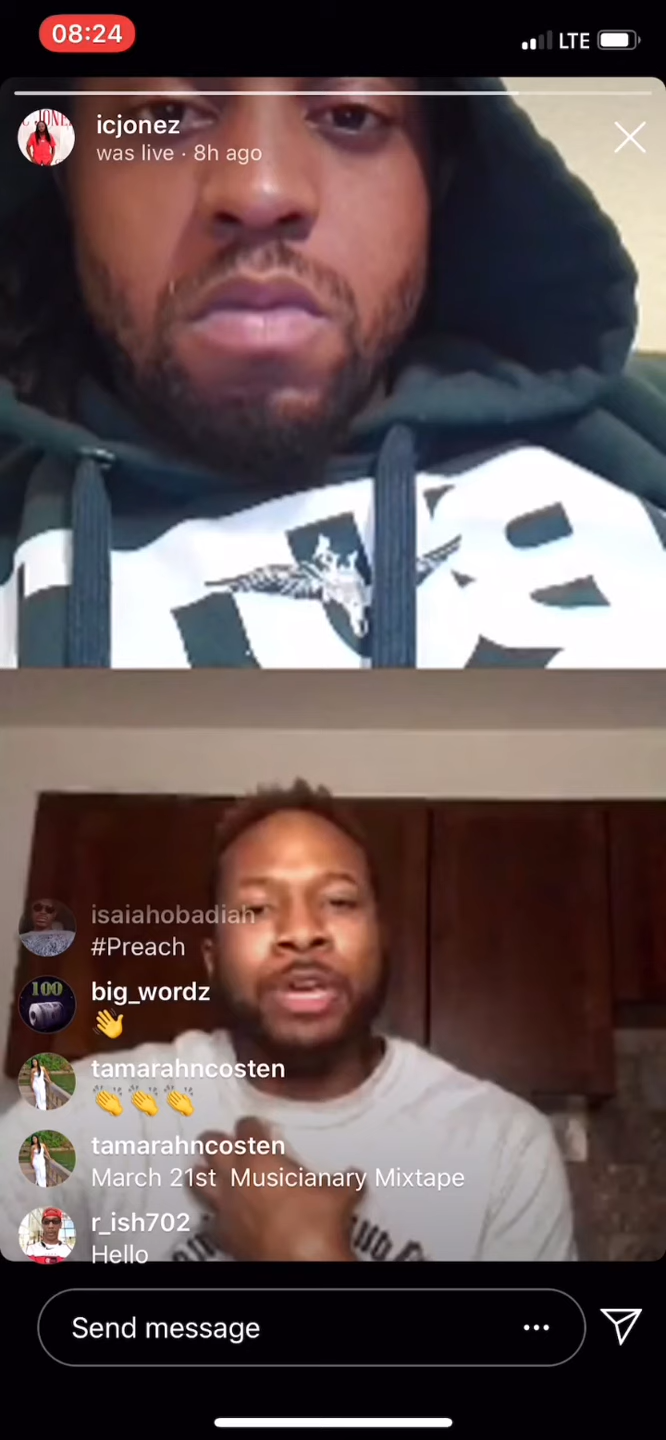 08:24
LTE
icjonez
was live · 8h ago
isaiahobadiah
#Preach
100
big_wordz
👋
tamarahncosten
👏👏👏
tamarahncosten
March 21st Musicianary Mixtape
r_ish702
Hello
Send message